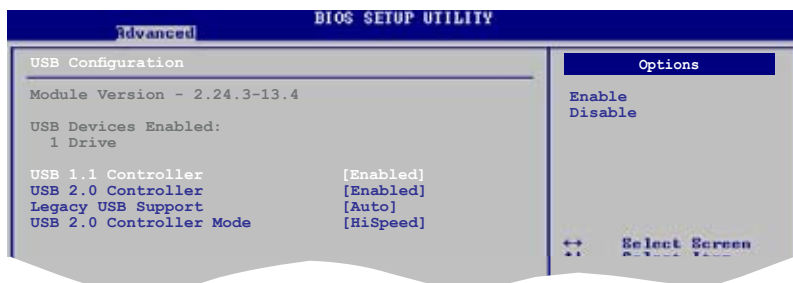 BIOS SETUP UTILITY
Advanced
USB Configuration
Module Version - 2.24.3-13.4
USB Devices Enabled:
1 Drive
USB 1.1 Controller [Enabled]
USB 2.0 Controller [Enabled]
Legacy USB Support [Auto]
USB 2.0 Controller Mode [HiSpeed]
Options
Enable
Disable
↔ Select Screen